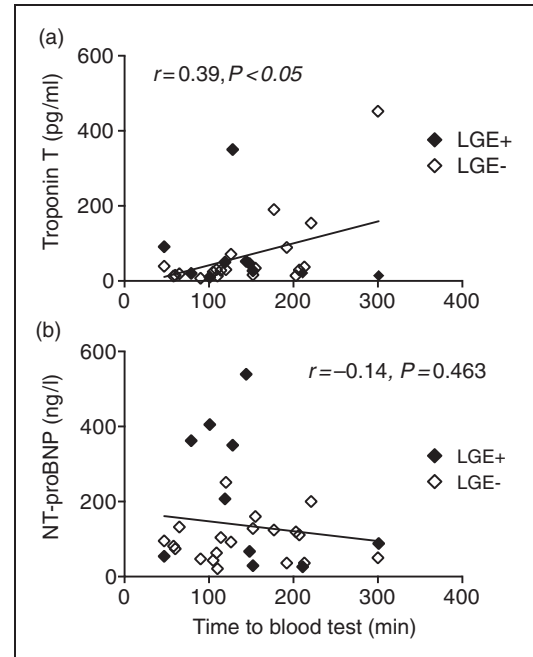 (a)
600
400
200
0
Troponin T (pg/ml)
r=0.39, P<0.05
LGE+
LGE-
0 100 200 300 400
(b)
600
400
200
0
NT-proBNP (ng/l)
r=−0.14, P=0.463
LGE+
LGE-
0 100 200 300 400
Time to blood test (min)